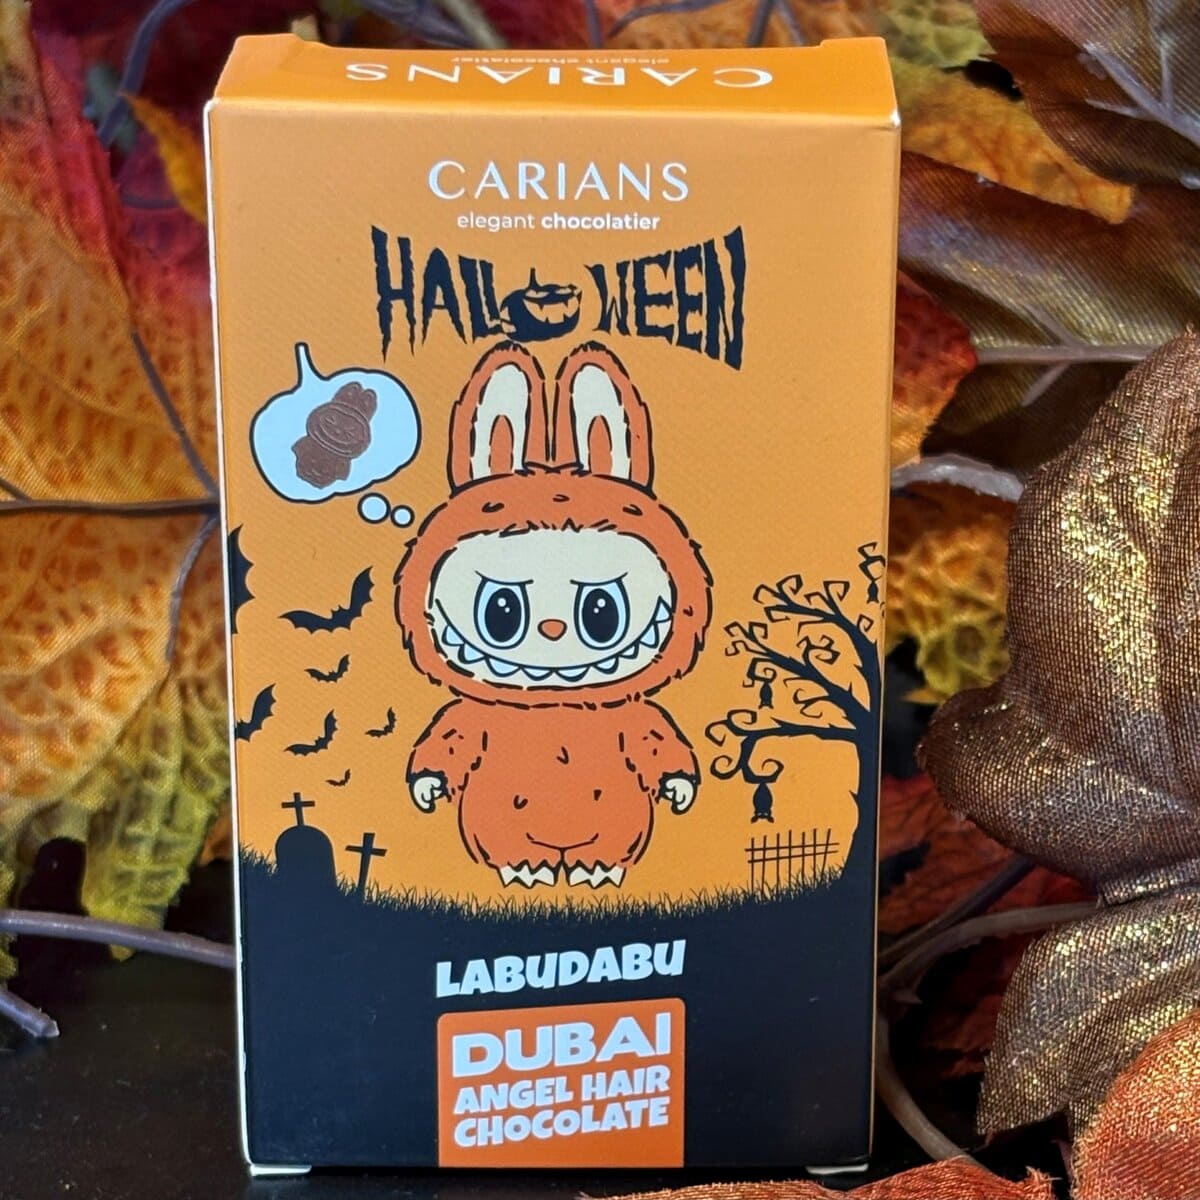 CARIANS
elegant chocolatier
CARIANS
elegant chocolatier
HALLOWEEN
LABUDABU
DUBAI
ANGEL HAIR
CHOCOLATE